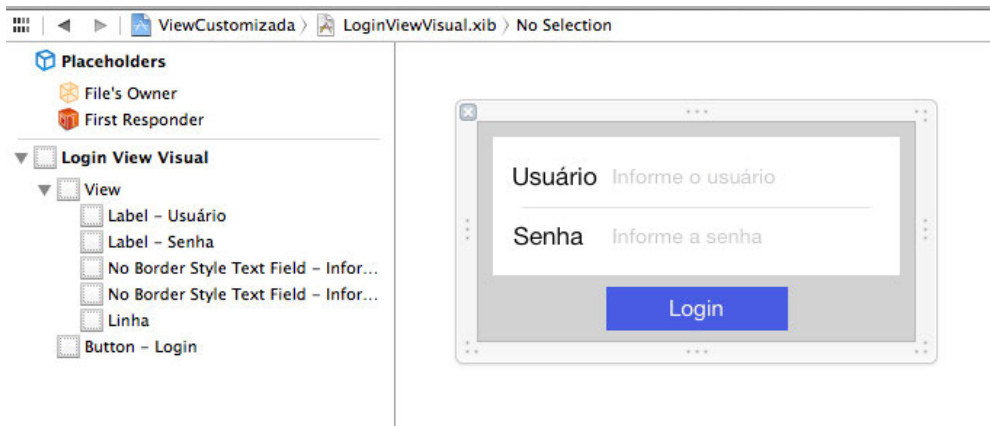 ViewCustomizada LoginViewVisual.xib No Selection
Placeholders
File's Owner
First Responder
Login View Visual
View
Label – Usuário
Label – Senha
No Border Style Text Field – Infor...
No Border Style Text Field – Infor...
Linha
Button – Login
Usuário Informe o usuário
Senha Informe a senha
Login